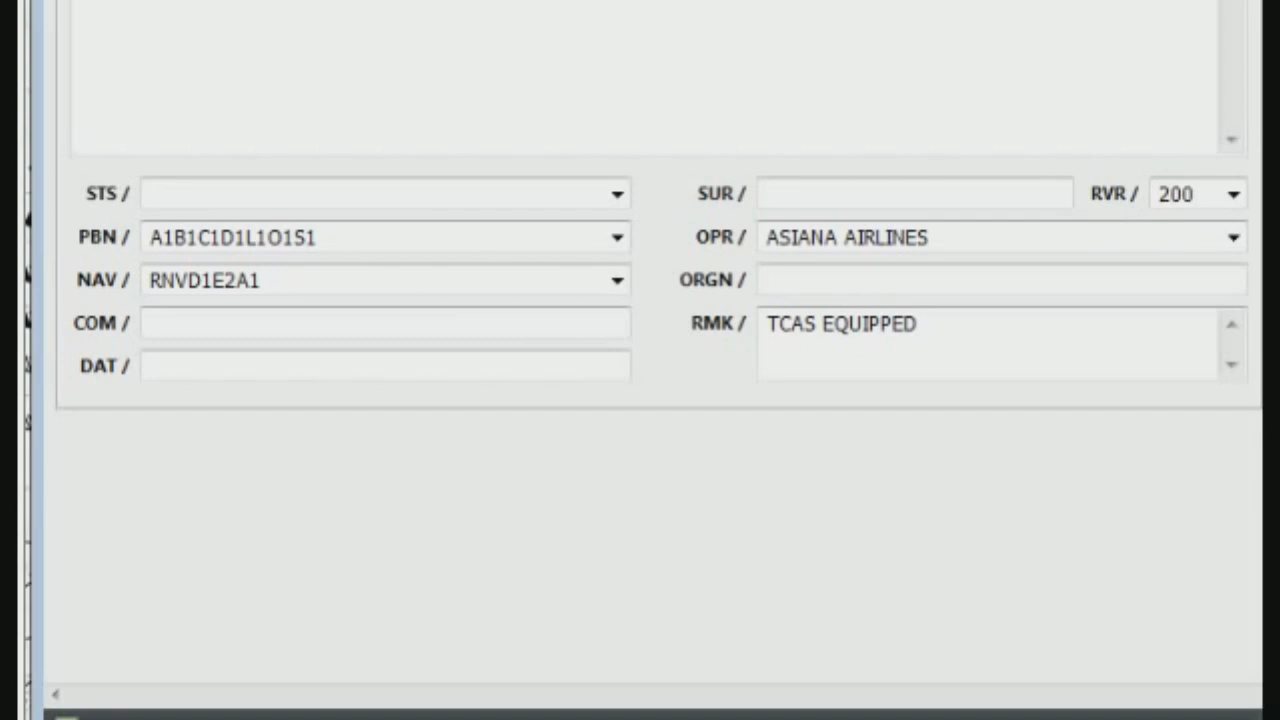 STS / SUR / RVR / 200
PBN / A1B1C1D1L1O1S1 OPR / ASIANA AIRLINES
NAV / RNVD1E2A1 ORGN /
COM / RMK / TCAS EQUIPPED
DAT /